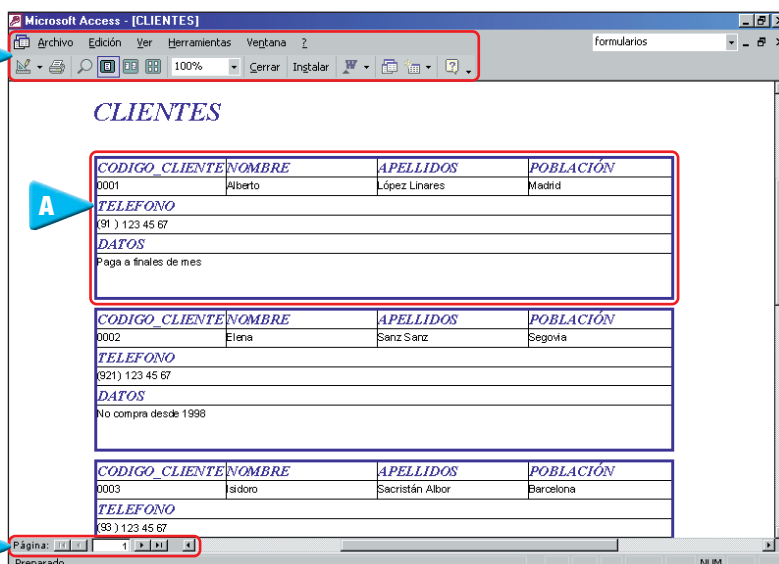 Microsoft Access - [CLIENTES]
Archivo Edición Ver Herramientas Ventana ? formularios
100% Cerrar Instalar W ?
CLIENTES
CODIGO_CLIENTE NOMBRE APELLIDOS POBLACIÓN
0001 Alberto López Linares Madrid
A
TELEFONO
(91 ) 123 45 67
DATOS
Paga a finales de mes
CODIGO_CLIENTE NOMBRE APELLIDOS POBLACIÓN
0002 Elena Sanz Sanz Segovia
TELEFONO
(921) 123 45 67
DATOS
No compra desde 1998
CODIGO_CLIENTE NOMBRE APELLIDOS POBLACIÓN
0003 Isidoro Sacristán Albor Barcelona
TELEFONO
(93 ) 123 45 67
Página: 1
Preparado NUM